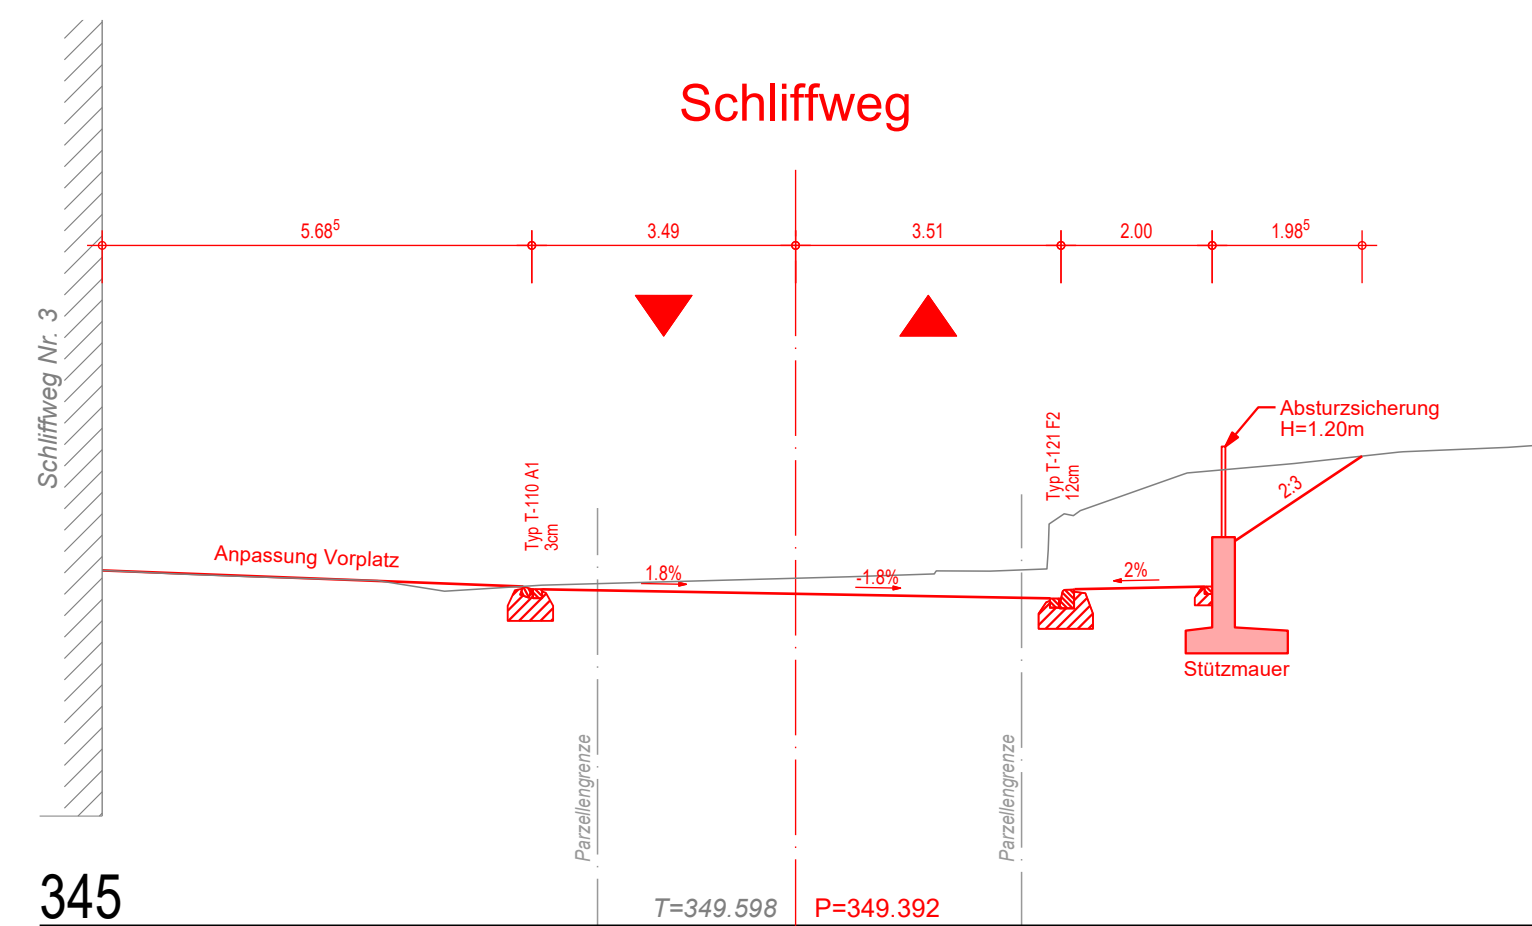 Schliffweg
5.68⁵
3.49
3.51
2.00
1.98⁵
Schliffweg Nr. 3
Absturzsicherung
H=1.20m
Typ T-121 F2
12cm
Typ T-110 A1
3cm
2:3
Anpassung Vorplatz
1.8%
-1.8%
2%
Stützmauer
Parzellengrenze
Parzellengrenze
345
T=349.598
P=349.392